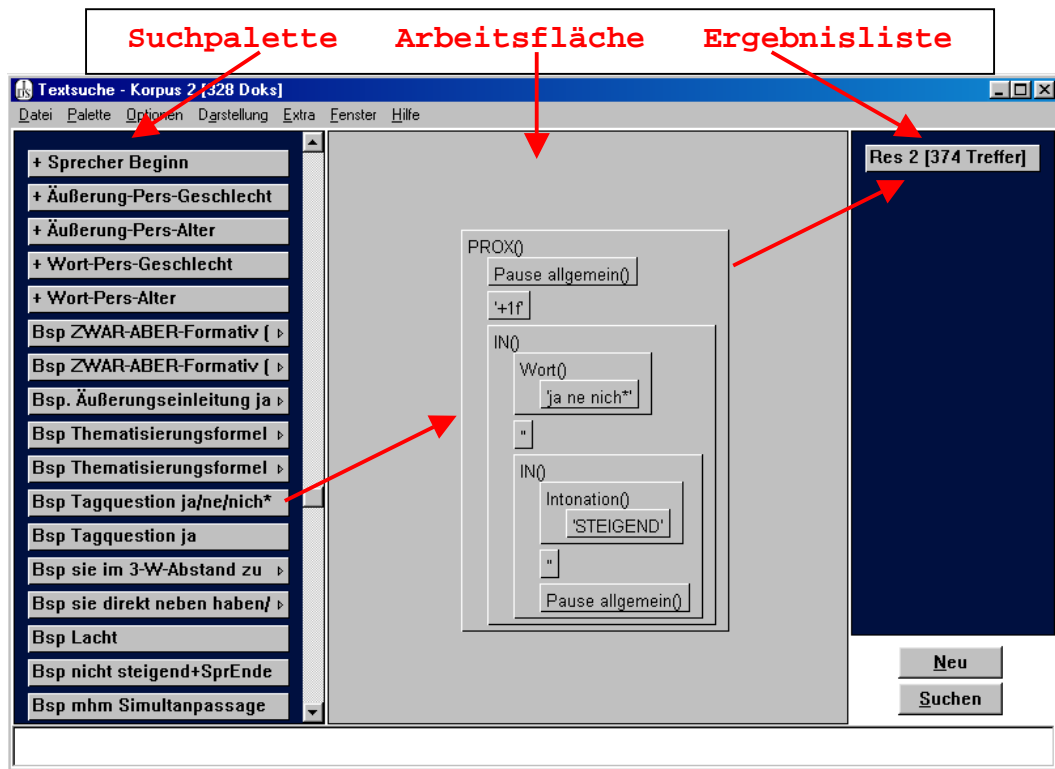 Suchpalette Arbeitsfläche Ergebnisliste
Textsuche - Korpus 2 [328 Doks]
Datei Palette Optionen Darstellung Extra Fenster Hilfe
+ Sprecher Beginn
+ Äußerung-Pers-Geschlecht
+ Äußerung-Pers-Alter
+ Wort-Pers-Geschlecht
+ Wort-Pers-Alter
Bsp ZWAR-ABER-Formativ (
Bsp ZWAR-ABER-Formativ (
Bsp. Äußerungseinleitung ja
Bsp Thematisierungsformel
Bsp Thematisierungsformel
Bsp Tagquestion ja/ne/nich*
Bsp Tagquestion ja
Bsp sie im 3-W-Abstand zu
Bsp sie direkt neben haben/
Bsp Lacht
Bsp nicht steigend+SprEnde
Bsp mhm Simultanpassage
PROX()
Pause allgemein()
'+1f'
IN()
Wort()
'ja ne nich*'
''
IN()
Intonation()
'STEIGEND'
''
Pause allgemein()
Res 2 [374 Treffer]
Neu
Suchen